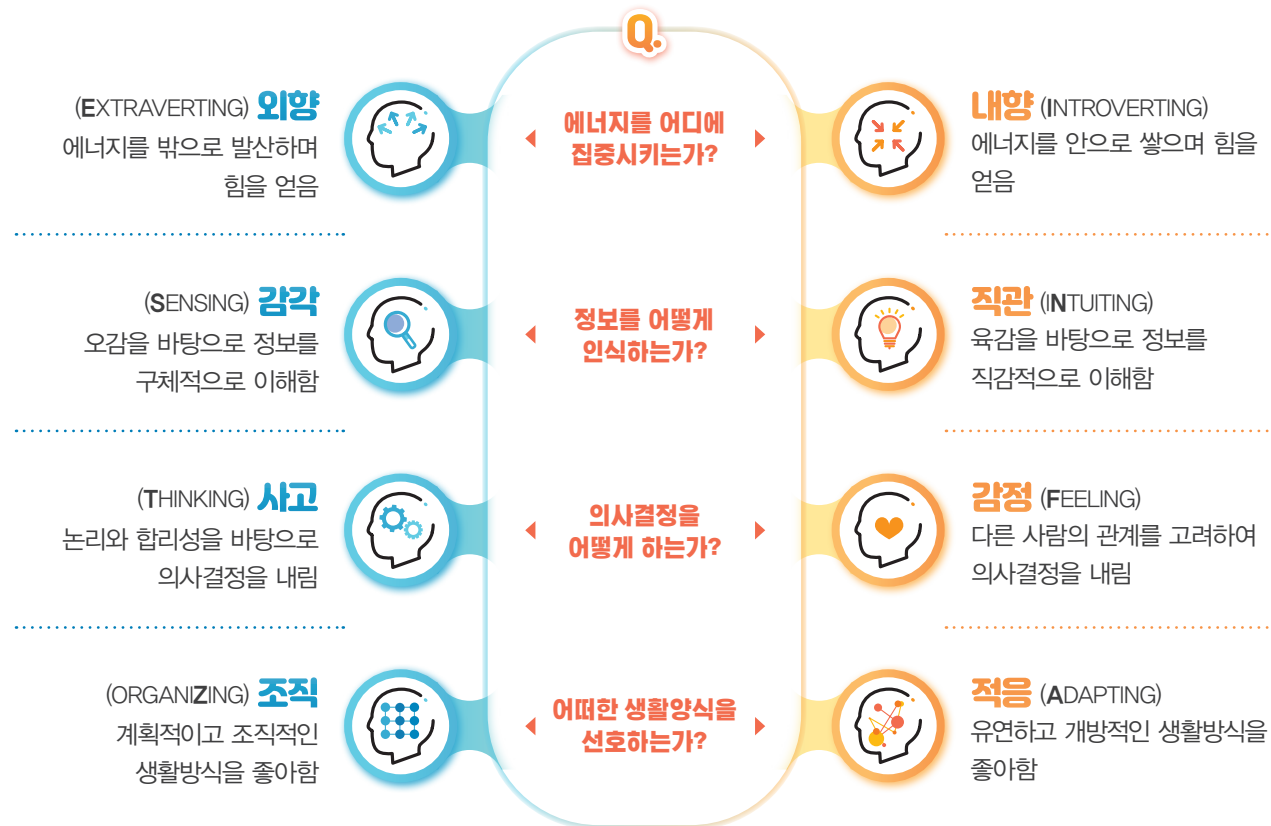 Q.
(EXTRAVERTING) 외향
에너지를 밖으로 발산하며
힘을 얻음
에너지를 어디에
집중시키는가?
내향 (INTROVERTING)
에너지를 안으로 쌓으며 힘을
얻음
(SENSING) 감각
오감을 바탕으로 정보를
구체적으로 이해함
정보를 어떻게
인식하는가?
직관 (INTUITING)
육감을 바탕으로 정보를
직감적으로 이해함
(THINKING) 사고
논리와 합리성을 바탕으로
의사결정을 내림
의사결정을
어떻게 하는가?
감정 (FEELING)
다른 사람의 관계를 고려하여
의사결정을 내림
(ORGANIZING) 조직
계획적이고 조직적인
생활방식을 좋아함
어떠한 생활양식을
선호하는가?
적응 (ADAPTING)
유연하고 개방적인 생활방식을
좋아함